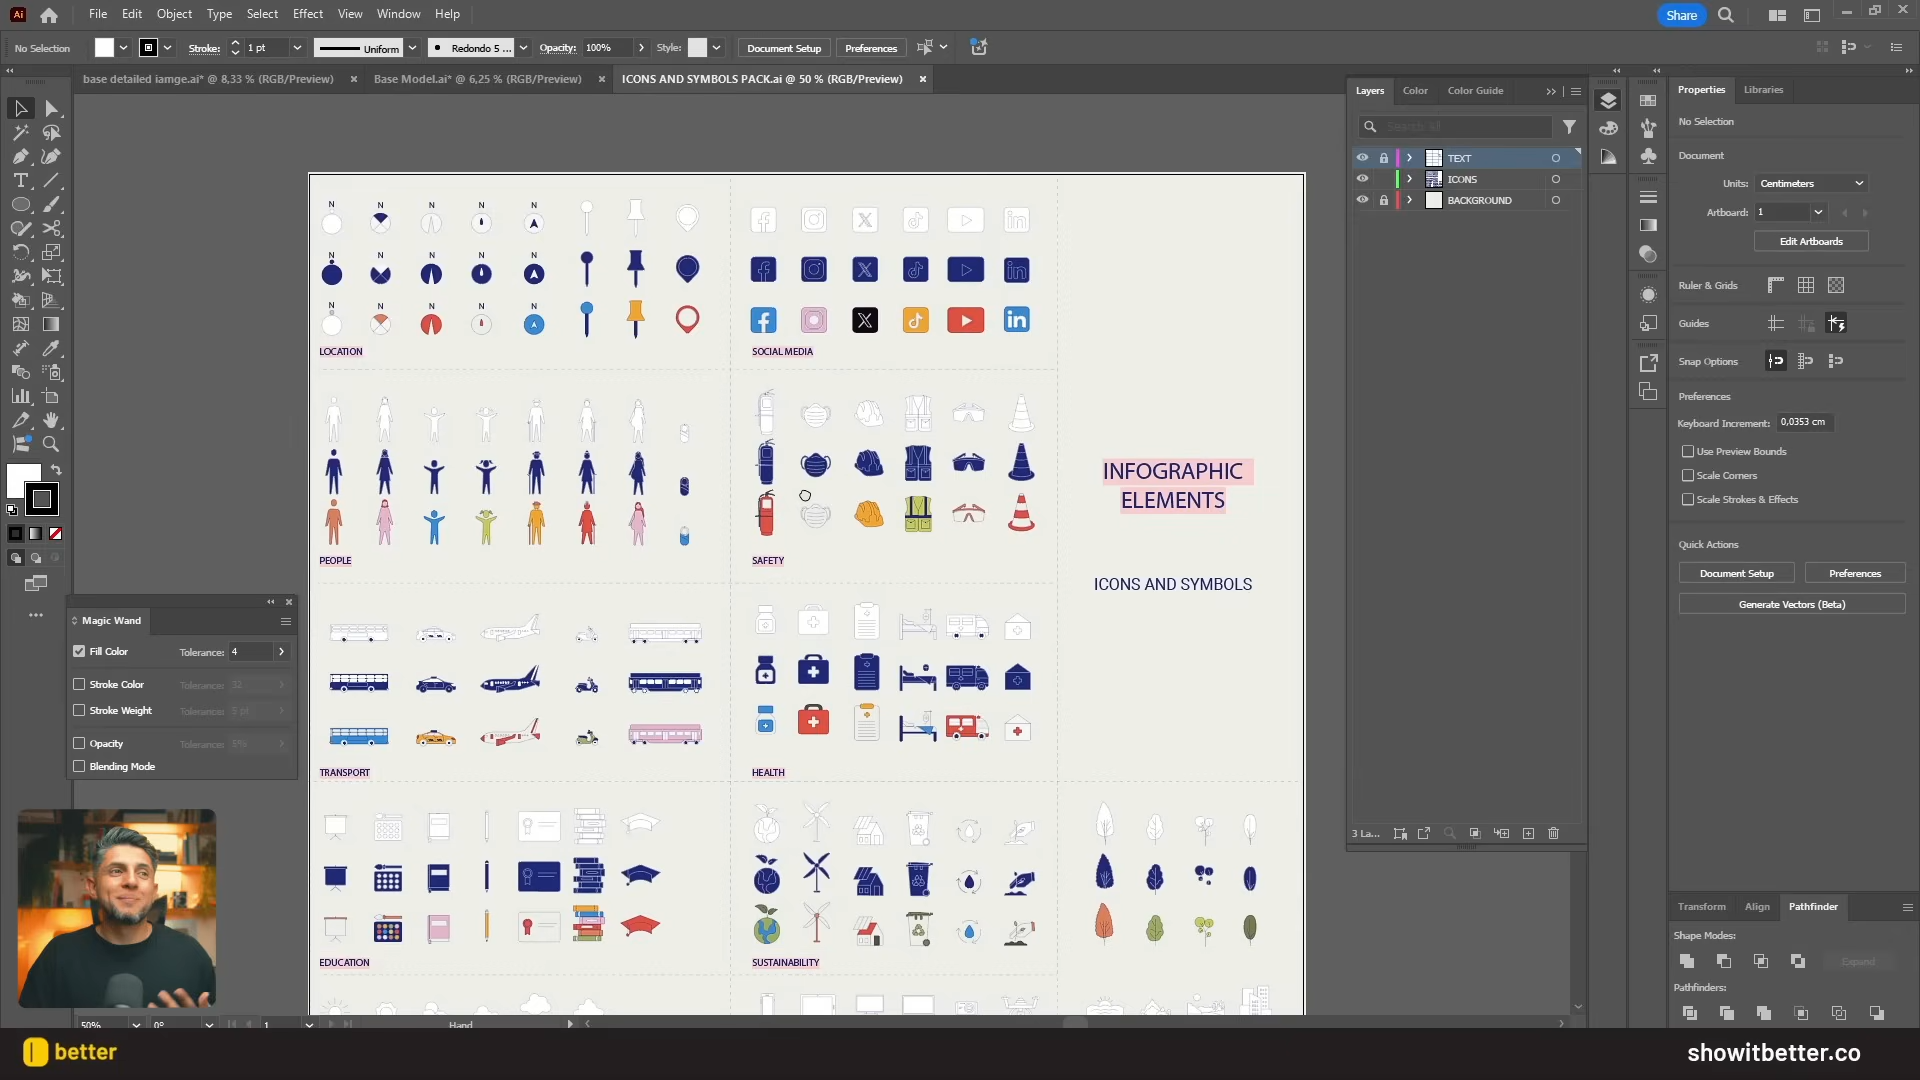 Ai File Edit Object Type Select Effect View Window Help Share
No Selection Stroke: 1 pt Uniform Redondo 5 ... Opacity: 100% Style: Document Setup Preferences
base detailed iamge.ai* @ 8,33 % (RGB/Preview) Base Model.ai* @ 6,25 % (RGB/Preview) ICONS AND SYMBOLS PACK.ai @ 50 % (RGB/Preview)
Layers Color Color Guide
Search: All
TEXT
ICONS
BACKGROUND
3 La...
Properties Libraries
No Selection
Document
Units: Centimeters
Artboard: 1
Edit Artboards
Ruler & Grids
Guides
Snap Options
Preferences
Keyboard Increment: 0,0353 cm
Use Preview Bounds
Scale Corners
Scale Strokes & Effects
Quick Actions
Document Setup Preferences
Generate Vectors (Beta)
Transform Align Pathfinder
Shape Modes:
Expand
Pathfinders:
Magic Wand
Fill Color Tolerance: 4
Stroke Color Tolerance: 32
Stroke Weight Tolerance: 5 pt
Opacity Tolerance: 5%
Blending Mode
N N N N N
N N N N N
N N N N N
LOCATION
SOCIAL MEDIA
PEOPLE
SAFETY
INFOGRAPHIC
ELEMENTS
ICONS AND SYMBOLS
TRANSPORT
HEALTH
EDUCATION
SUSTAINABILITY
50% 0° 1 Hand
better
showitbetter.co